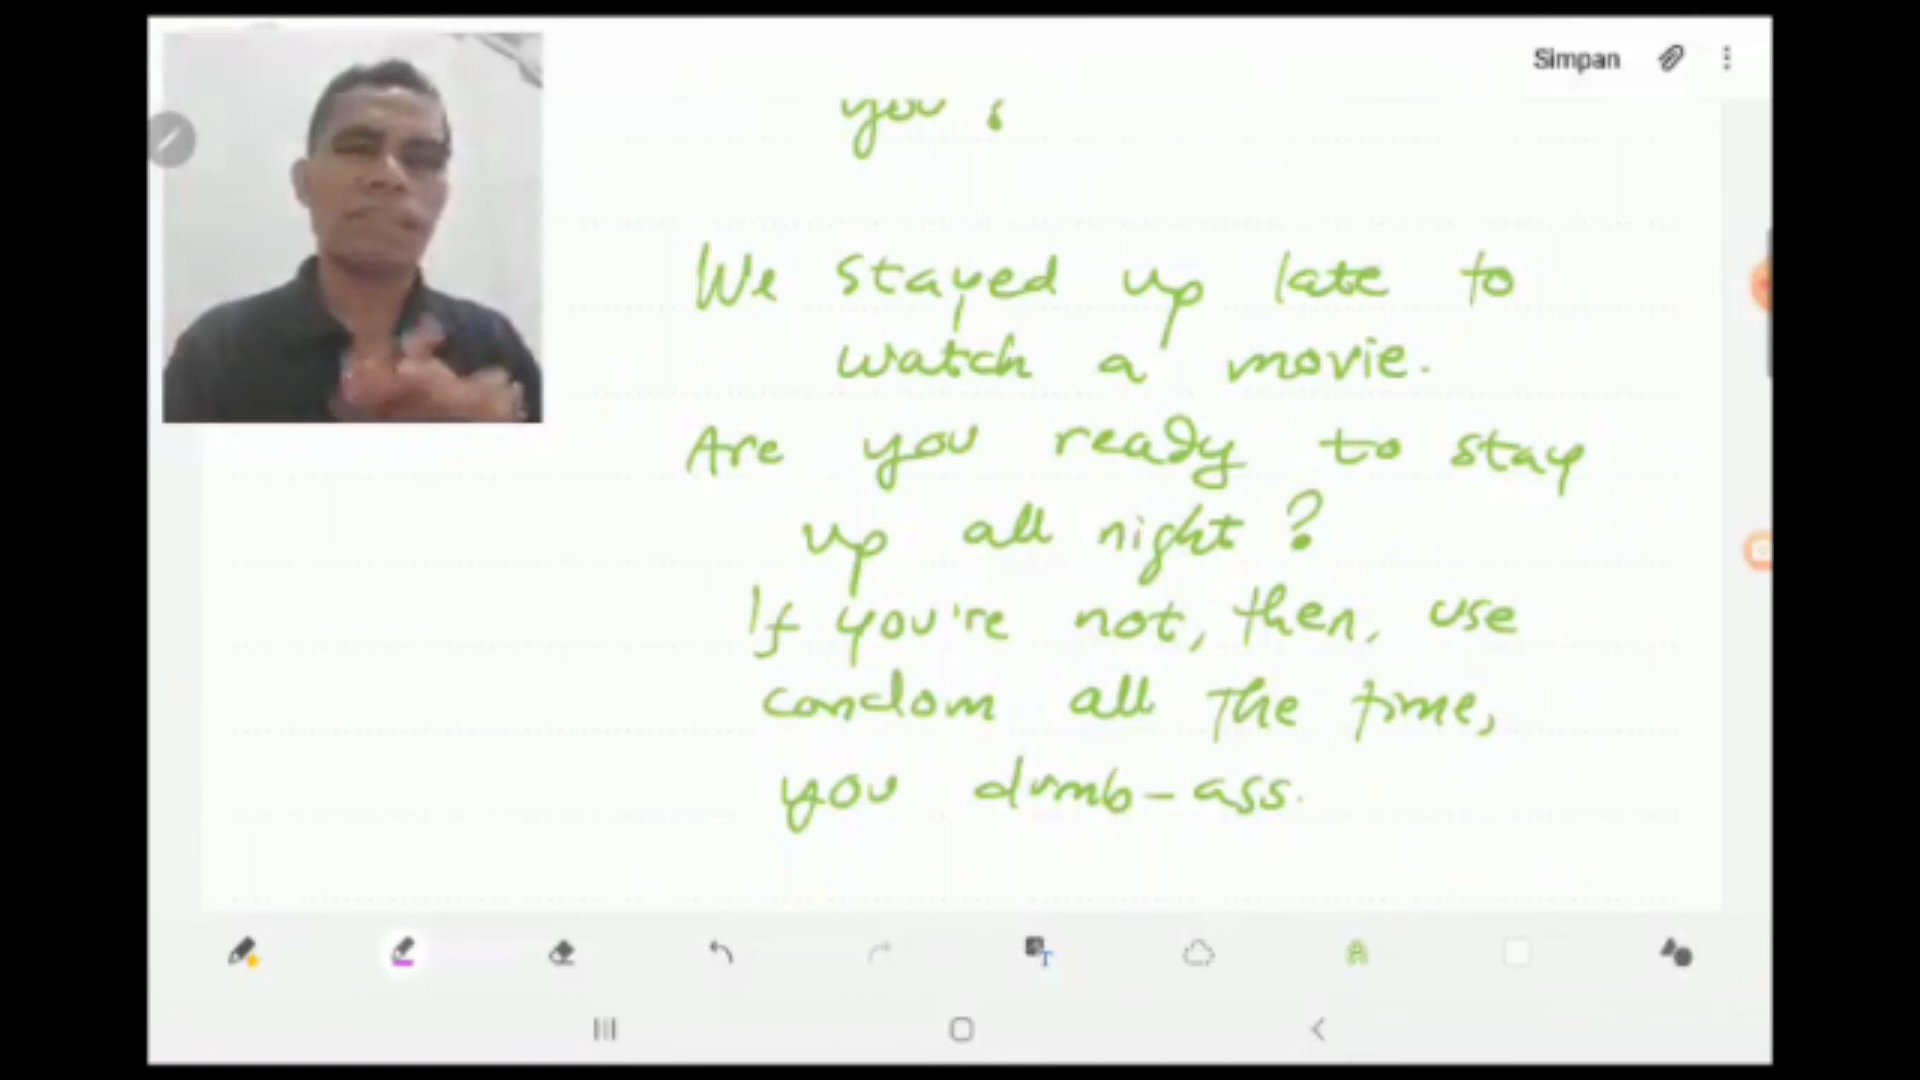 Simpan
you
We stayed up late to
watch a movie.
Are you ready to stay
up all night?
If you're not, then, use
condom all the time,
you dumb-ass.